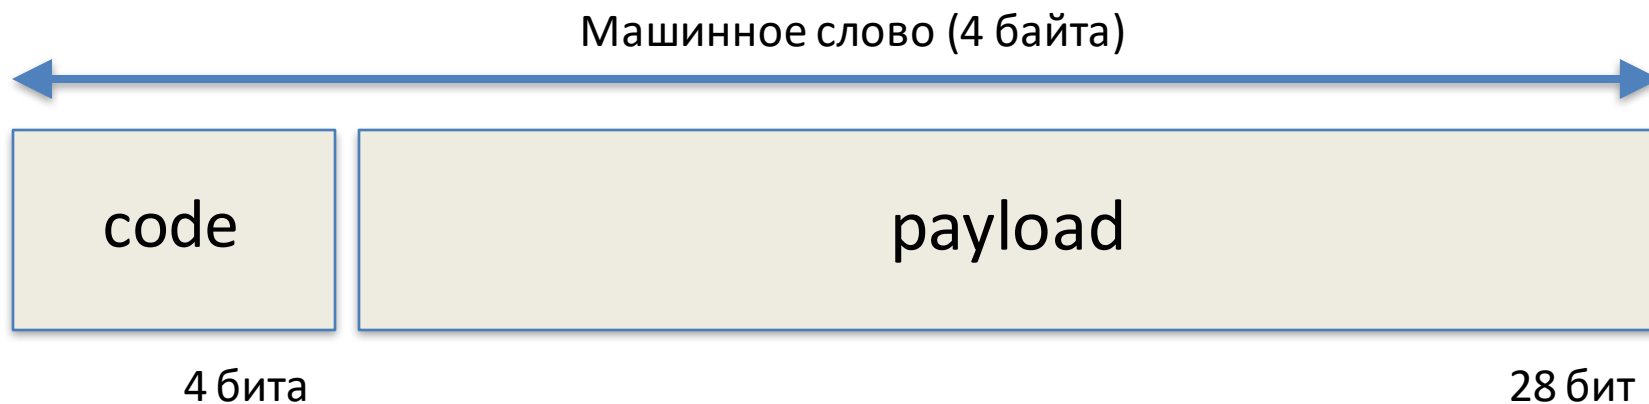 Машинное слово (4 байта)
code
payload
4 бита
28 бит